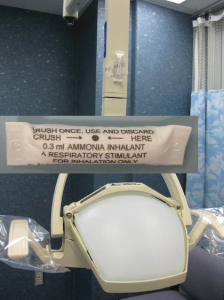 CRUSH ONCE, USE AND DISCARD
CRUSH → ● ← HERE
0.3 ml AMMONIA INHALANT
A RESPIRATORY STIMULANT
FOR INHALATION ONLY